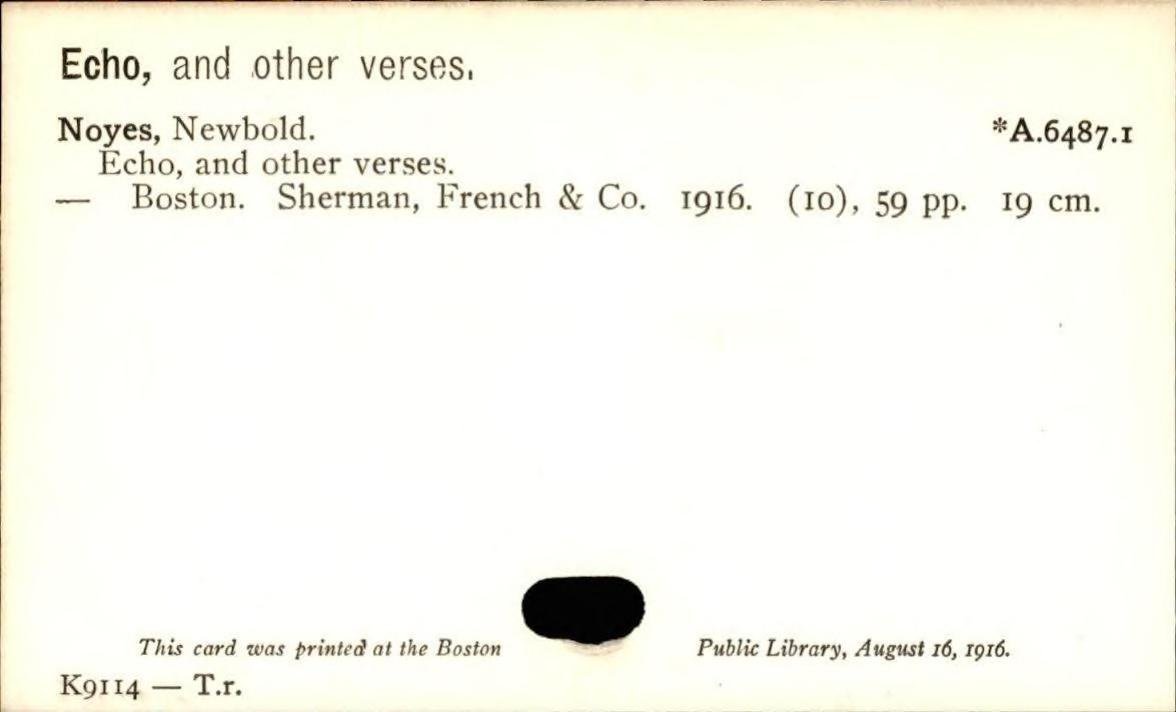 Echo, and other verses.
Noyes, Newbold. *A.6487.1
Echo, and other verses.
— Boston. Sherman, French & Co. 1916. (10), 59 pp. 19 cm.
This card was printed at the Boston Public Library, August 16, 1916.
K9114 — T.r.